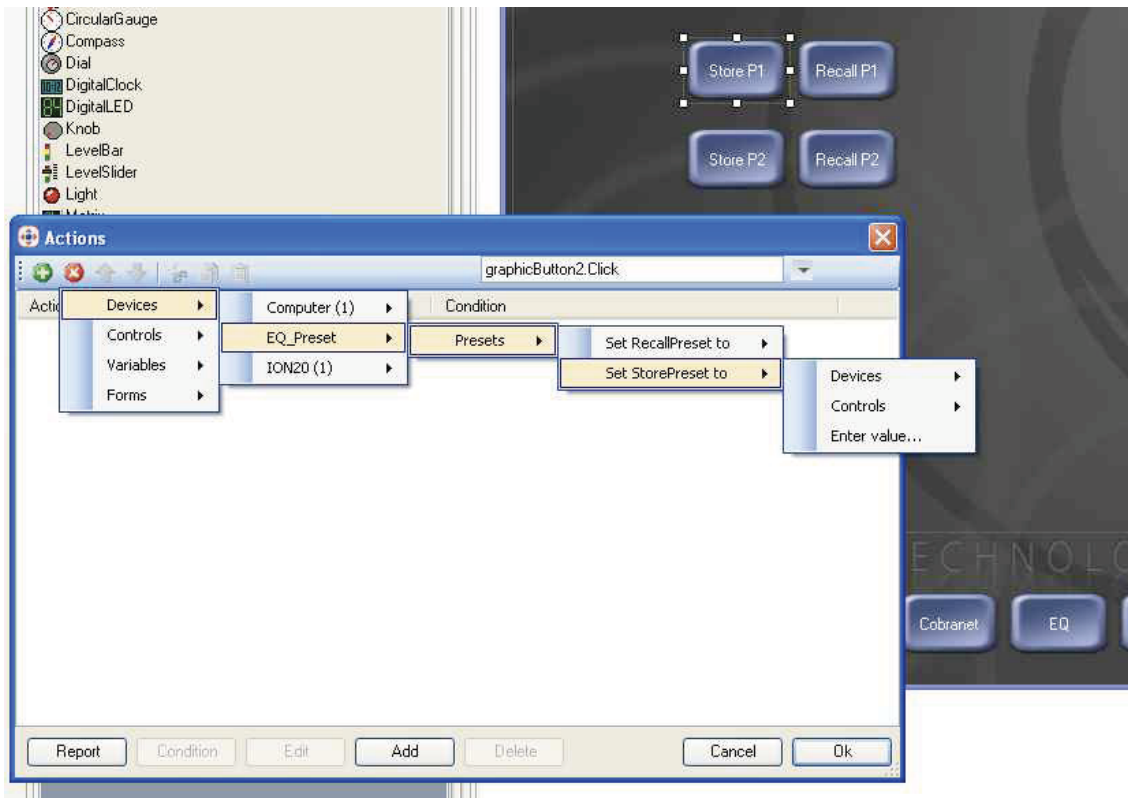 CircularGauge
Compass
Dial
DigitalClock
DigitalLED
Knob
LevelBar
LevelSlider
Light
Store P1
Recall P1
Store P2
Recall P2
Actions
graphicButton2.Click
Condition
Devices
Controls
Variables
Forms
Computer (1)
EQ_Preset
ION20 (1)
Presets
Set RecallPreset to
Set StorePreset to
Devices
Controls
Enter value...
ECHNOLO
Cobranet
EQ
Report
Condition
Edit
Add
Delete
Cancel
Ok